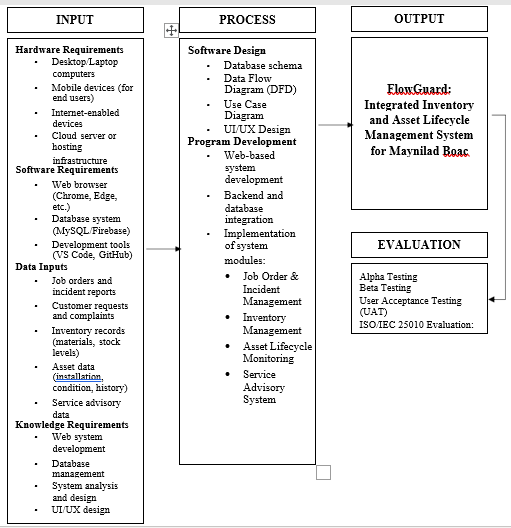 INPUT
Hardware Requirements
Desktop/Laptop
computers
Mobile devices (for
end users)
Internet-enabled
devices
Cloud server or
hosting
infrastructure
Software Requirements
Web browser
(Chrome, Edge,
etc.)
Database system
(MySQL/Firebase)
Development tools
(VS Code, GitHub)
Data Inputs
Job orders and
incident reports
Customer requests
and complaints
Inventory records
(materials, stock
levels)
Asset data
(installation,
condition, history)
Service advisory
data
Knowledge Requirements
Web system
development
Database
management
System analysis
and design
UI/UX design
PROCESS
Software Design
Database schema
Data Flow
Diagram (DFD)
Use Case
Diagram
UI/UX Design
Program Development
Web-based
system
development
Backend and
database
integration
Implementation
of system
modules:
Job Order &
Incident
Management
Inventory
Management
Asset Lifecycle
Monitoring
Service
Advisory
System
OUTPUT
FlowGuard:
Integrated Inventory
and Asset Lifecycle
Management System
for Maynilad Boac
EVALUATION
Alpha Testing
Beta Testing
User Acceptance Testing
(UAT)
ISO/IEC 25010 Evaluation: